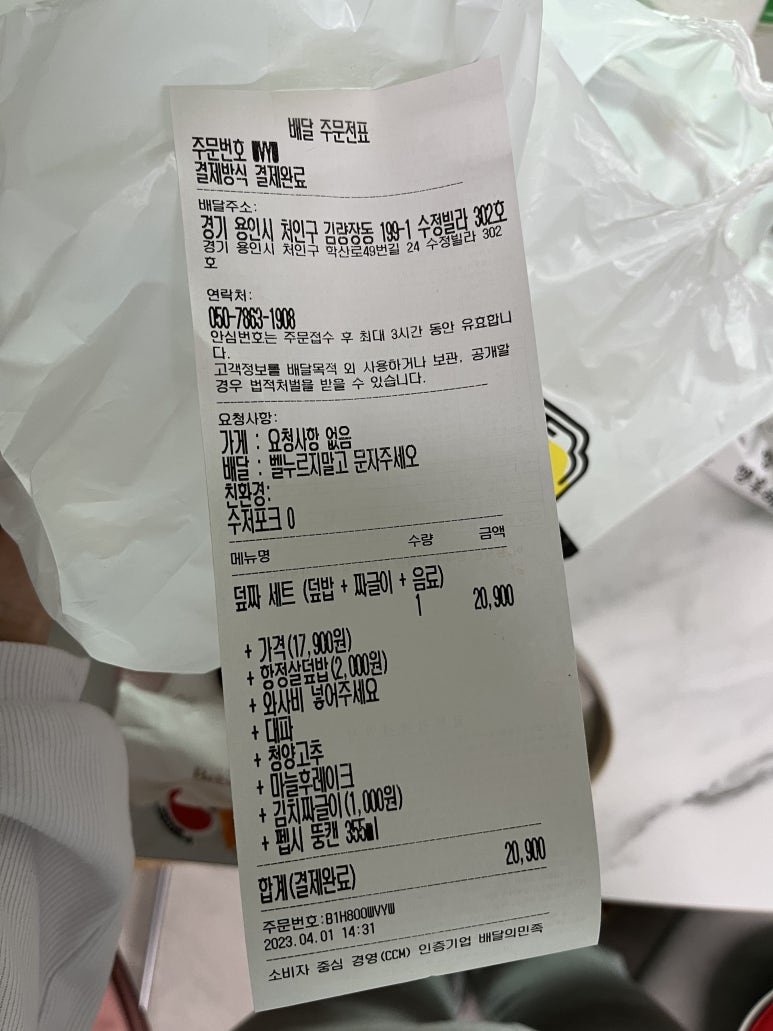 배달 주문전표
주문번호 WVYW
결제방식 결제완료
배달주소:
경기 용인시 처인구 김량장동 199-1 수정빌라 302호
경기 용인시 처인구 학산로49번길 24 수정빌라 302
호
연락처:
050-7863-1908
안심번호는 주문접수 후 최대 3시간 동안 유효합니
다.
고객정보를 배달목적 외 사용하거나 보관, 공개할
경우 법적처벌을 받을 수 있습니다.
요청사항:
가게 : 요청사항 없음
배달 : 벨누르지말고 문자주세오
친환경:
수저포크 O
메뉴명 수량 금액
덮짜 세트 (덮밥 + 짜글이 + 음료)
1 20,900
+ 가격(17,900원)
+ 항정살덮밥(2,000원)
+ 와사비 넣어주세요
+ 대파
+ 청양고추
+ 마늘후레이크
+ 김치짜글이(1,000원)
+ 펩시 뚱캔 355ml
합계(결제완료) 20,900
주문번호:B1H800WVYW
2023.04.01 14:31
소비자 중심 경영(CCM) 인증기업 배달의민족